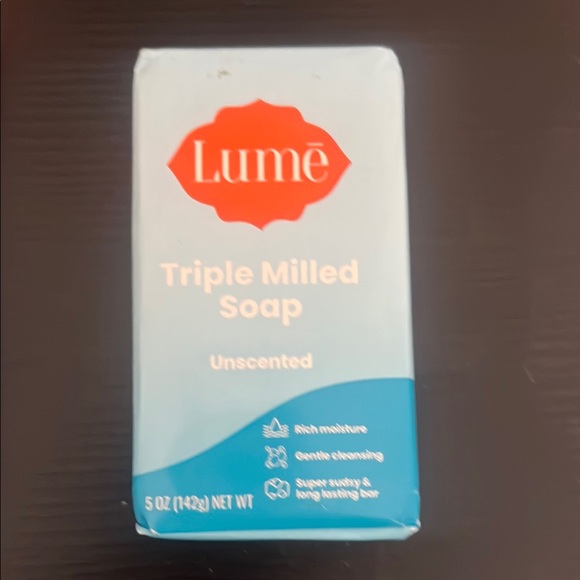 Lumē
Triple Milled
Soap
Unscented
Rich moisture
Gentle cleansing
Super sudsy &
long lasting bar
5 OZ (142g) NET WT